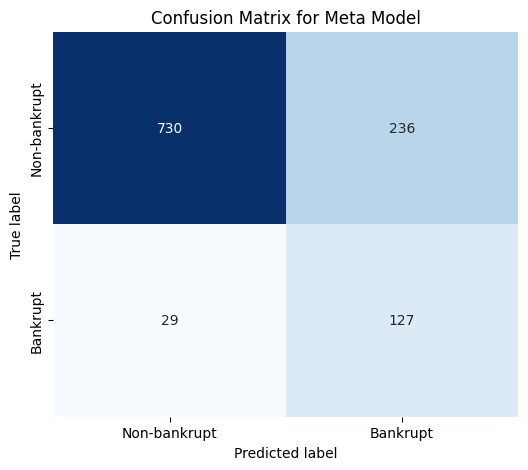 Confusion Matrix for Meta Model
True label
Non-bankrupt
730
236
Bankrupt
29
127
Non-bankrupt
Bankrupt
Predicted label